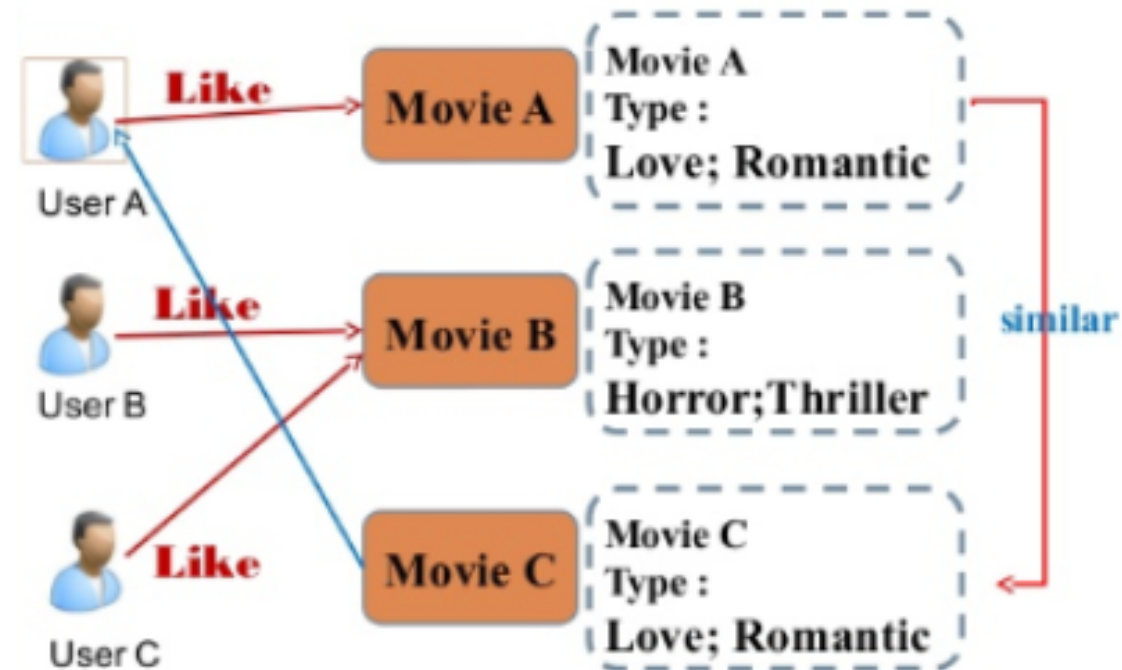 Like
Movie A
Movie A
Type :
Love; Romantic
User A
Like
Movie B
Movie B
Type :
Horror;Thriller
similar
User B
Like
Movie C
Movie C
Type :
Love; Romantic
User C